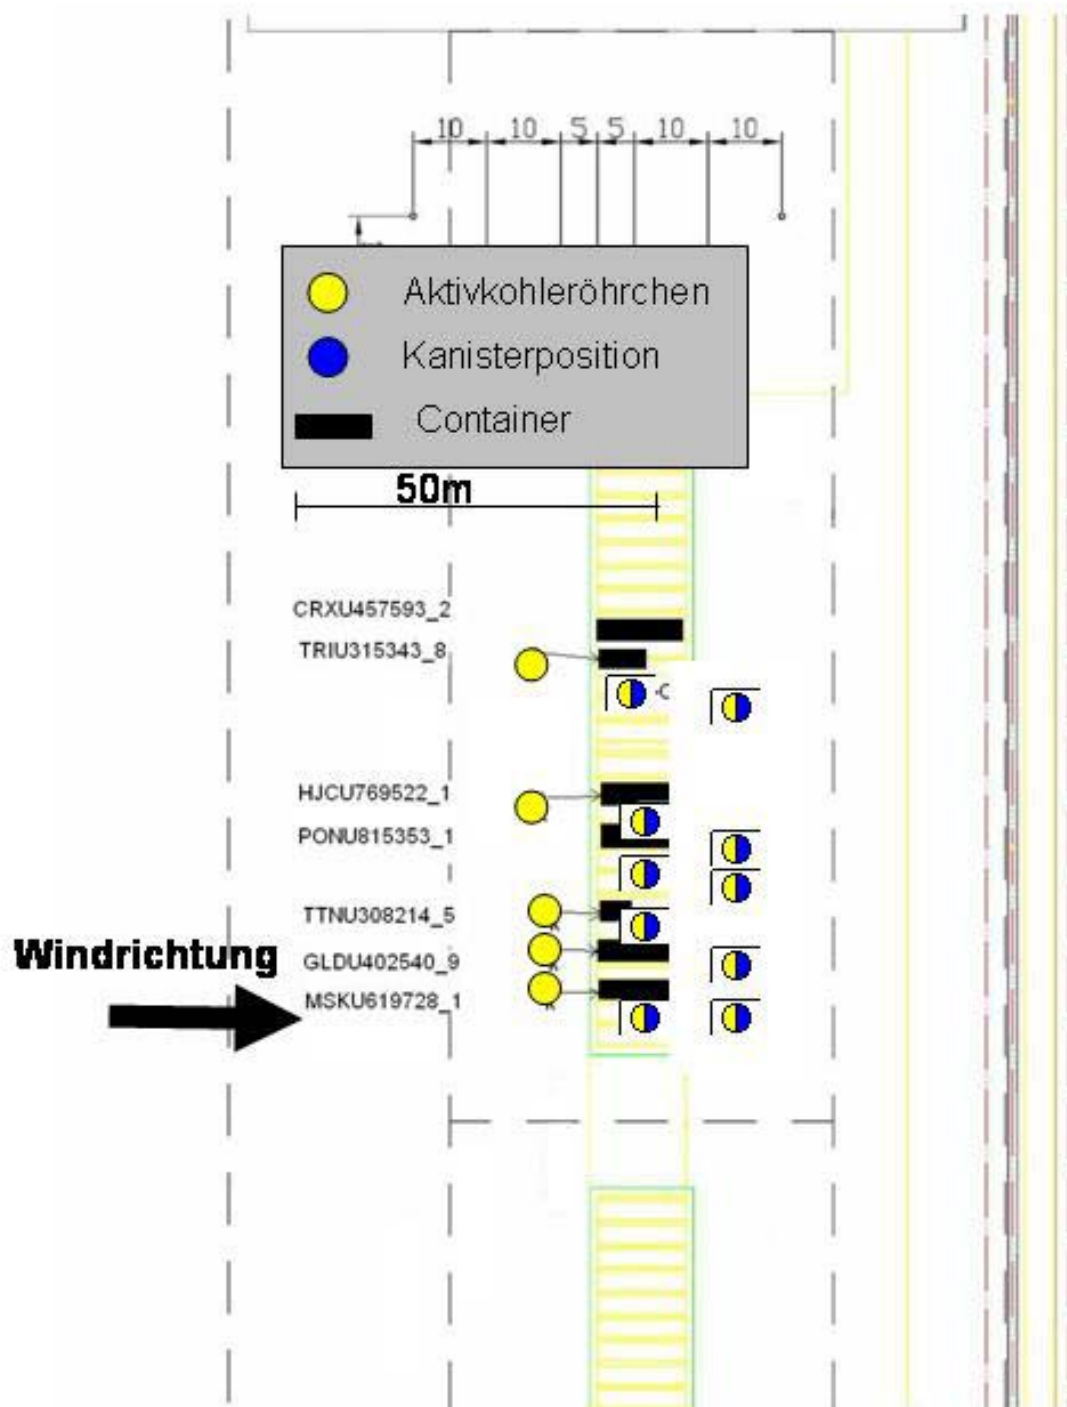 10 10 5 5 10 10
Aktivkohleröhrchen
Kanisterposition
Container
50m
CRXU457593_2
TRIU315343_8
HJCU769522_1
PONU815353_1
TTNU308214_5
Windrichtung
GLDU402540_9
MSKU619728_1